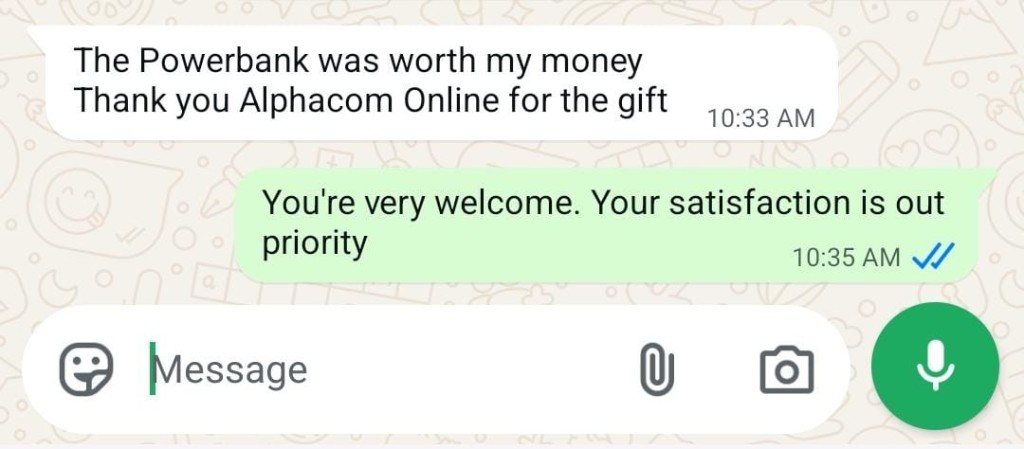 The Powerbank was worth my money
Thank you Alphacom Online for the gift
10:33 AM
You're very welcome. Your satisfaction is out
priority
10:35 AM
Message